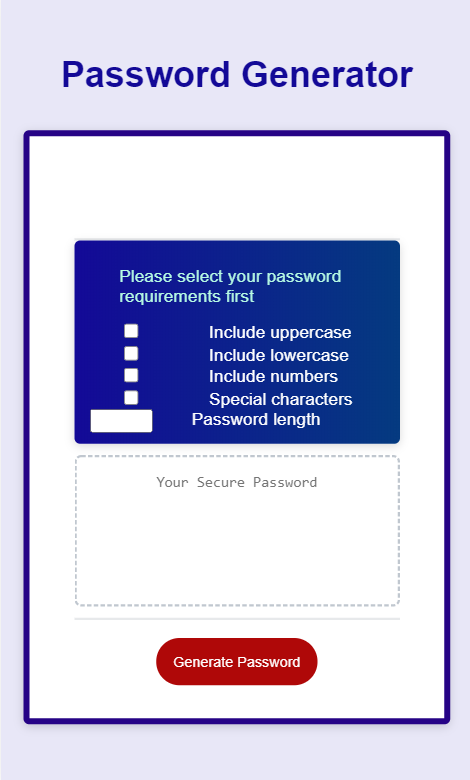 Password Generator
Please select your password
requirements first
Include uppercase
Include lowercase
Include numbers
Special characters
Password length
Your Secure Password
Generate Password